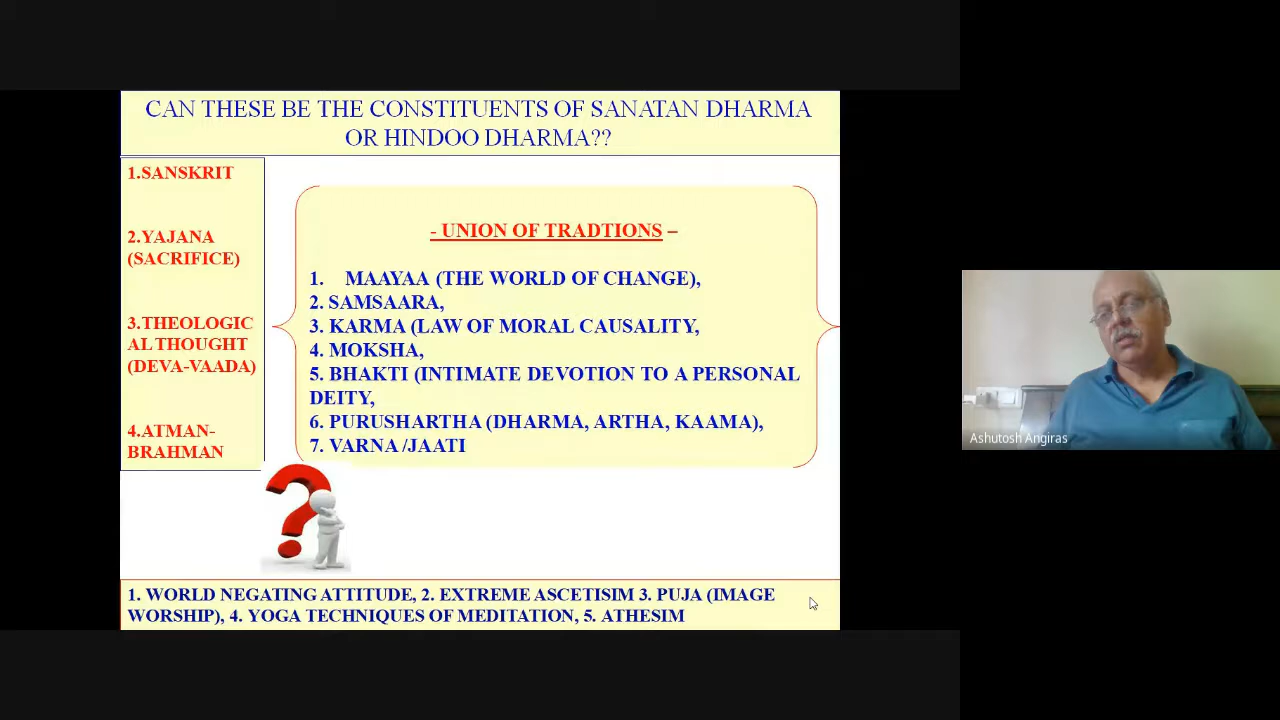 CAN THESE BE THE CONSTITUENTS OF SANATAN DHARMA
OR HINDOO DHARMA??
1.SANSKRIT
2.YAJANA
(SACRIFICE)
3.THEOLOGIC
AL THOUGHT
(DEVA-VAADA)
4.ATMAN-
BRAHMAN
- UNION OF TRADTIONS –
1. MAAYAA (THE WORLD OF CHANGE),
2. SAMSAARA,
3. KARMA (LAW OF MORAL CAUSALITY,
4. MOKSHA,
5. BHAKTI (INTIMATE DEVOTION TO A PERSONAL
DEITY,
6. PURUSHARTHA (DHARMA, ARTHA, KAAMA),
7. VARNA /JAATI
1. WORLD NEGATING ATTITUDE, 2. EXTREME ASCETISIM 3. PUJA (IMAGE
WORSHIP), 4. YOGA TECHNIQUES OF MEDITATION, 5. ATHESIM
Ashutosh Angiras